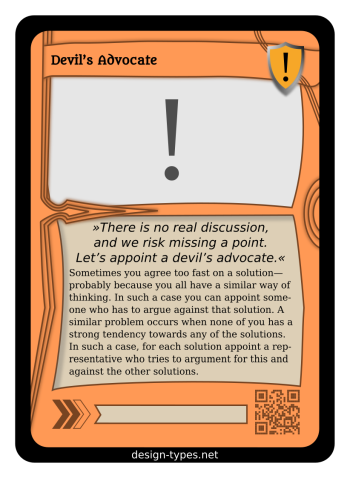 Devil's Advocate
!
!
»There is no real discussion,
and we risk missing a point.
Let's appoint a devil's advocate.«
Sometimes you agree too fast on a solution—
probably because you all have a similar way of
thinking. In such a case you can appoint some-
one who has to argue against that solution. A
similar problem occurs when none of you has a
strong tendency towards any of the solutions.
In such a case, for each solution appoint a rep-
resentative who tries to argument for this and
against the other solutions.
design-types.net